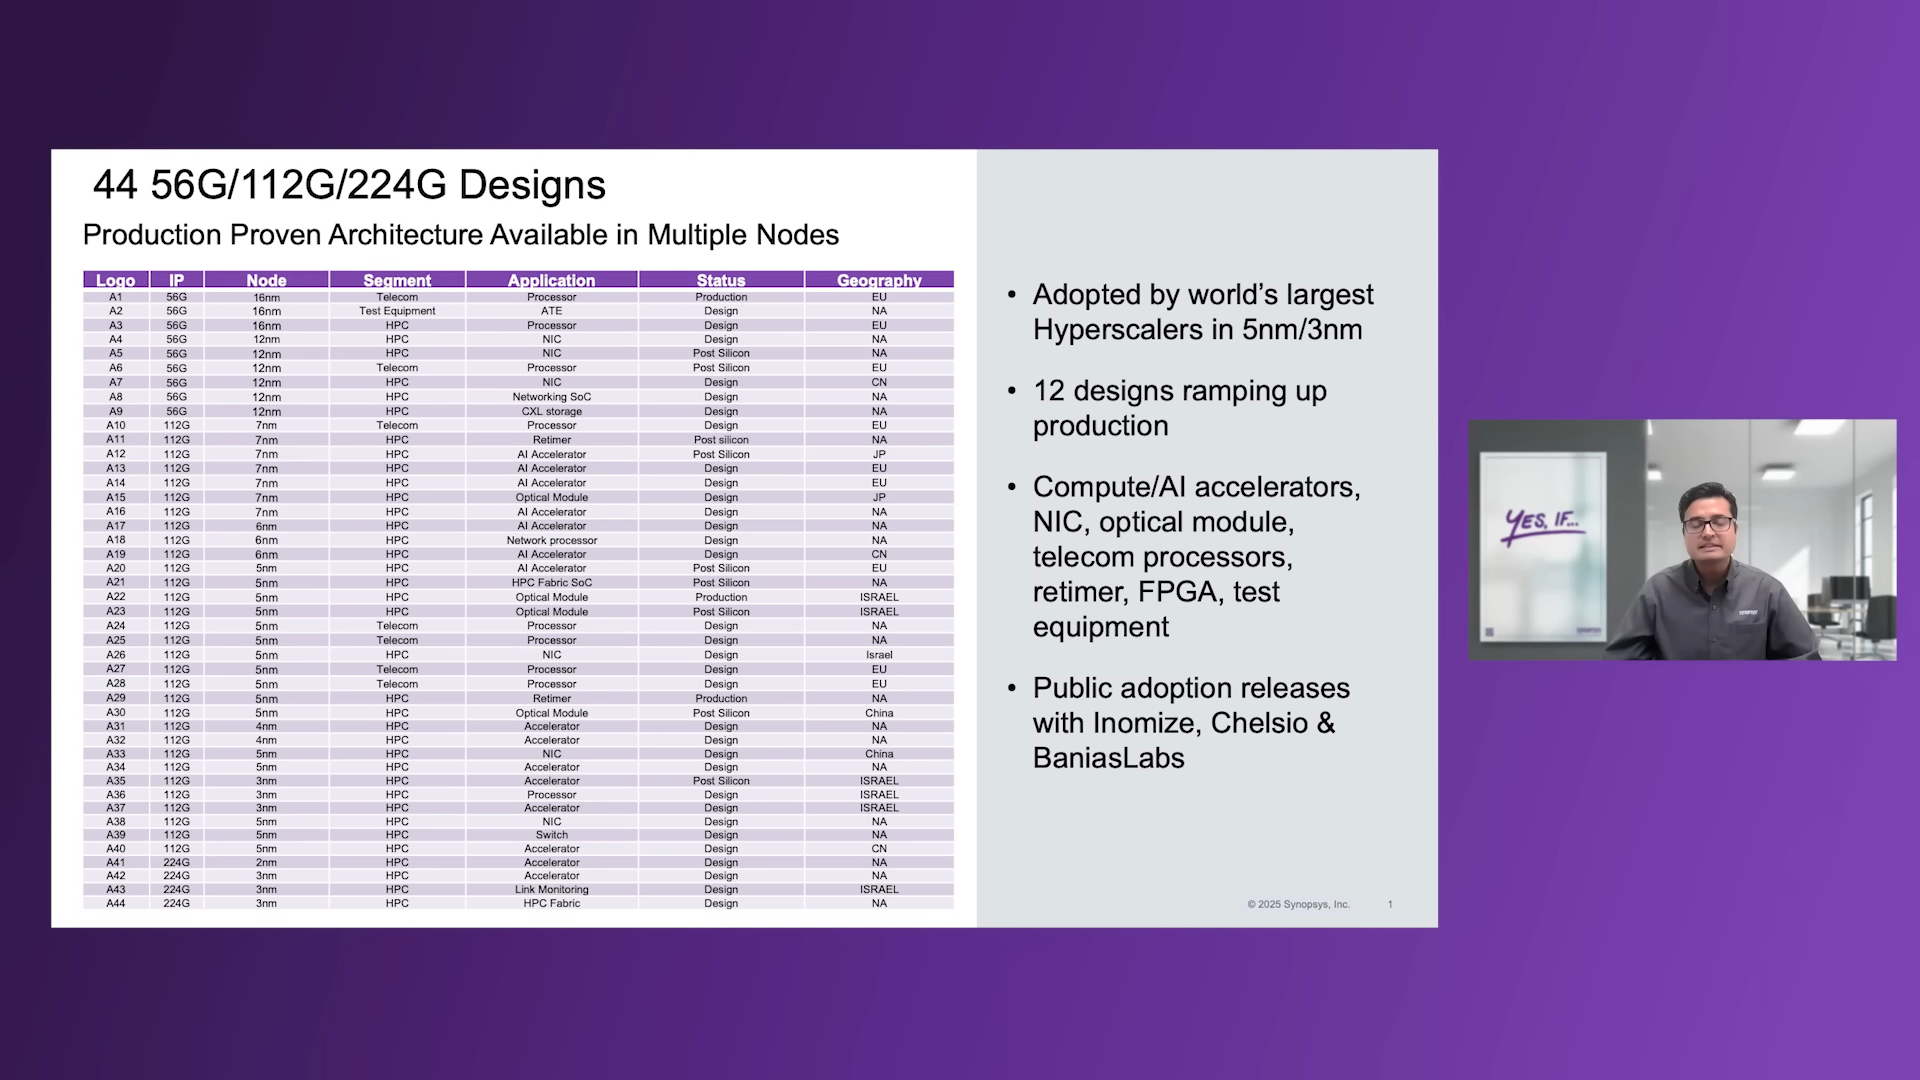 44 56G/112G/224G Designs
Production Proven Architecture Available in Multiple Nodes
Logo IP Node Segment Application Status Geography
A1 56G 16nm Telecom Processor Production EU
A2 56G 16nm Test Equipment ATE Design NA
A3 56G 16nm HPC Processor Design EU
A4 56G 12nm HPC NIC Design NA
A5 56G 12nm HPC NIC Post Silicon NA
A6 56G 12nm Telecom Processor Post Silicon EU
A7 56G 12nm HPC NIC Design CN
A8 56G 12nm HPC Networking SoC Design NA
A9 56G 12nm HPC CXL storage Design NA
A10 112G 7nm Telecom Processor Design EU
A11 112G 7nm HPC Retimer Post silicon NA
A12 112G 7nm HPC AI Accelerator Post Silicon JP
A13 112G 7nm HPC AI Accelerator Design EU
A14 112G 7nm HPC AI Accelerator Design EU
A15 112G 7nm HPC Optical Module Design JP
A16 112G 7nm HPC AI Accelerator Design NA
A17 112G 6nm HPC AI Accelerator Design NA
A18 112G 6nm HPC Network processor Design NA
A19 112G 6nm HPC AI Accelerator Design CN
A20 112G 5nm HPC AI Accelerator Post Silicon EU
A21 112G 5nm HPC HPC Fabric SoC Post Silicon NA
A22 112G 5nm HPC Optical Module Production ISRAEL
A23 112G 5nm HPC Optical Module Post Silicon ISRAEL
A24 112G 5nm Telecom Processor Design NA
A25 112G 5nm Telecom Processor Design NA
A26 112G 5nm HPC NIC Design Israel
A27 112G 5nm Telecom Processor Design EU
A28 112G 5nm Telecom Processor Design EU
A29 112G 5nm HPC Retimer Production NA
A30 112G 5nm HPC Optical Module Post Silicon China
A31 112G 4nm HPC Accelerator Design NA
A32 112G 4nm HPC Accelerator Design NA
A33 112G 5nm HPC NIC Design China
A34 112G 5nm HPC Accelerator Design NA
A35 112G 3nm HPC Accelerator Post Silicon ISRAEL
A36 112G 3nm HPC Processor Design ISRAEL
A37 112G 3nm HPC Accelerator Design ISRAEL
A38 112G 5nm HPC NIC Design NA
A39 112G 5nm HPC Switch Design NA
A40 112G 5nm HPC Accelerator Design CN
A41 224G 2nm HPC Accelerator Design NA
A42 224G 3nm HPC Accelerator Design NA
A43 224G 3nm HPC Link Monitoring Design ISRAEL
A44 224G 3nm HPC HPC Fabric Design NA
• Adopted by world’s largest
Hyperscalers in 5nm/3nm
• 12 designs ramping up
production
• Compute/AI accelerators,
NIC, optical module,
telecom processors,
retimer, FPGA, test
equipment
• Public adoption releases
with Inomize, Chelsio &
BaniasLabs
© 2025 Synopsys, Inc. 1
YES, IF...